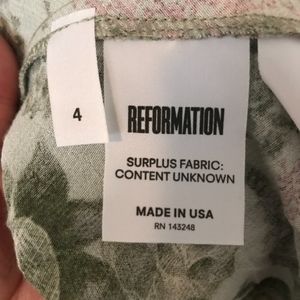 4
REFORMATION
SURPLUS FABRIC:
CONTENT UNKNOWN
MADE IN USA
RN 143248